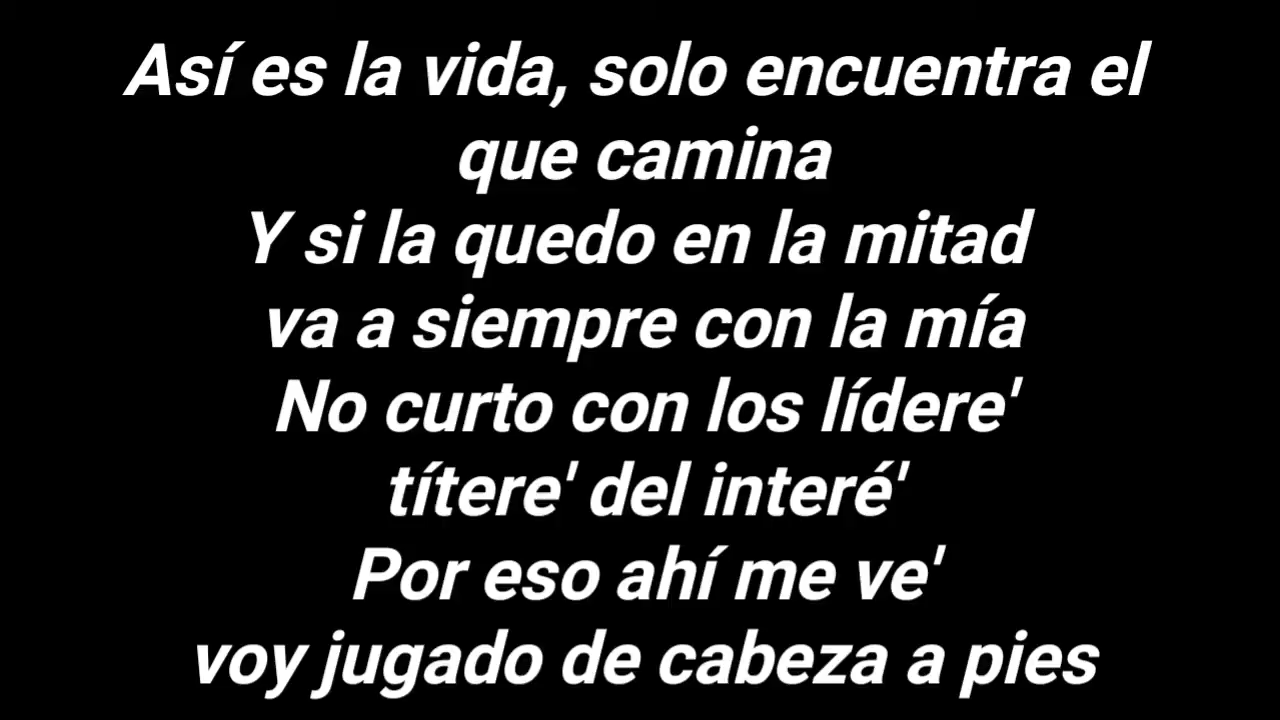 Así es la vida, solo encuentra el
que camina
Y si la quedo en la mitad
va a siempre con la mía
No curto con los lídere'
títere' del interé'
Por eso ahí me ve'
voy jugado de cabeza a pies